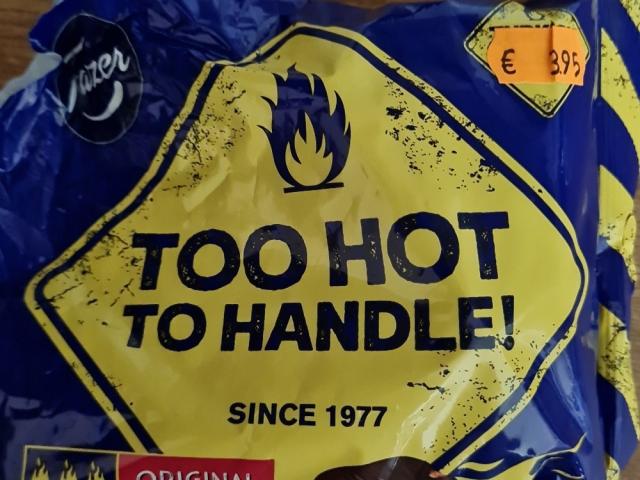 Fazer
€ 3.95
TOO HOT
TO HANDLE!
SINCE 1977
ORIGINAL